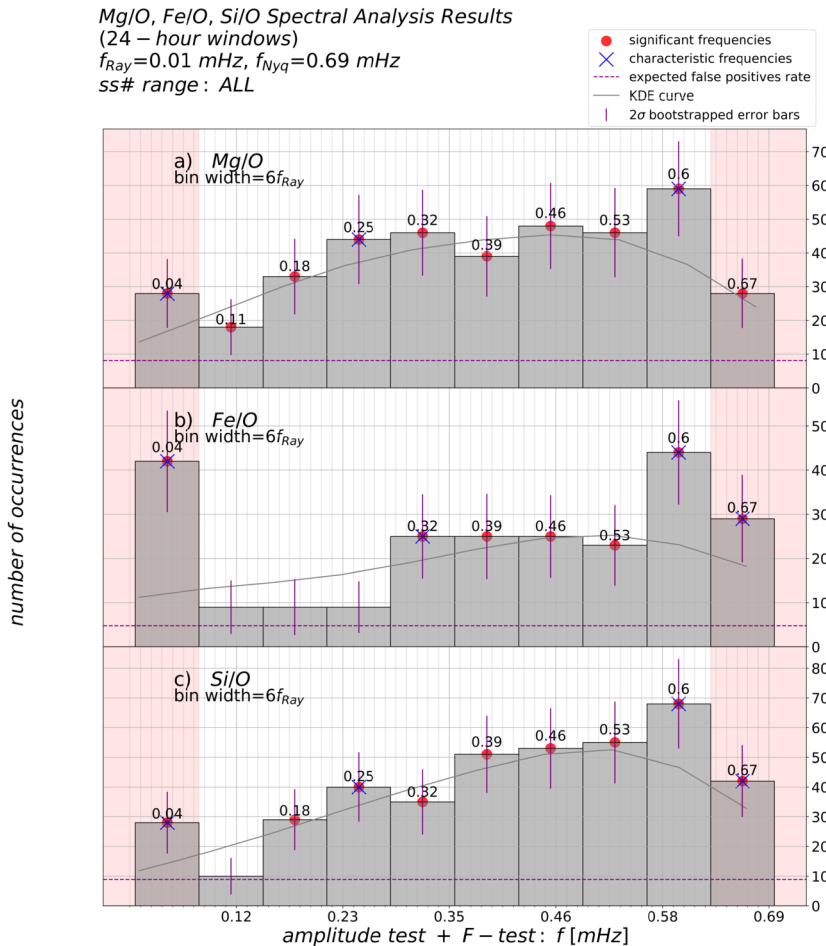 Mg/O, Fe/O, Si/O Spectral Analysis Results
(24 − hour windows)
f_Ray=0.01 mHz, f_Nyq=0.69 mHz
ss# range : ALL
significant frequencies
characteristic frequencies
expected false positives rate
KDE curve
2σ bootstrapped error bars
number of occurrences
a) Mg/O
bin width=6f_Ray
0.04
0.11
0.18
0.25
0.32
0.39
0.46
0.53
0.6
0.67
70
60
50
40
30
20
10
0
b) Fe/O
bin width=6f_Ray
0.04
0.32
0.39
0.46
0.53
0.6
0.67
50
40
30
20
10
0
c) Si/O
bin width=6f_Ray
0.04
0.18
0.25
0.32
0.39
0.46
0.53
0.6
0.67
80
70
60
50
40
30
20
10
0
0.12 0.23 0.35 0.46 0.58 0.69
amplitude test + F − test : f [mHz]